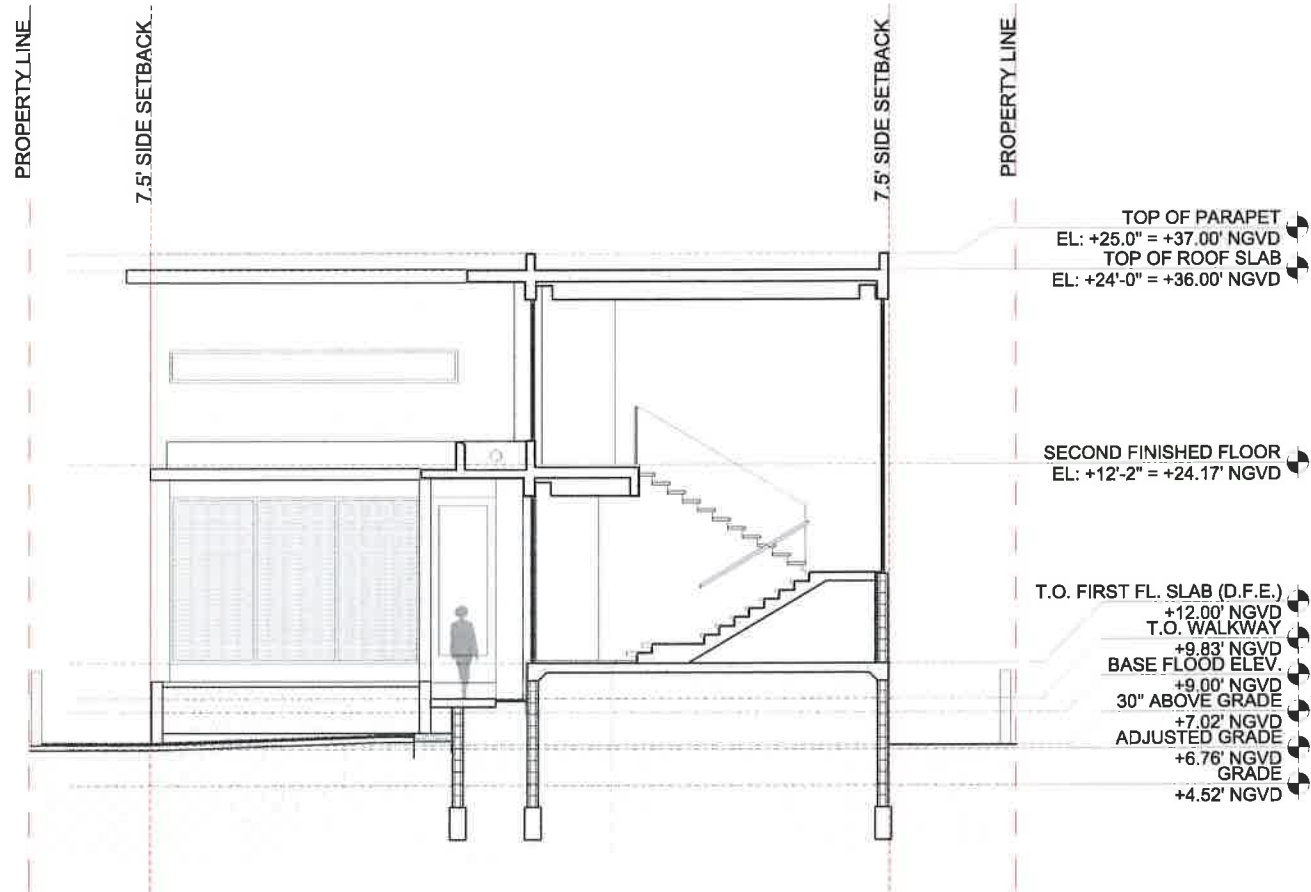 PROPERTY LINE
7.5' SIDE SETBACK
7.5' SIDE SETBACK
PROPERTY LINE
TOP OF PARAPET
EL: +25.0" = +37.00' NGVD
TOP OF ROOF SLAB
EL: +24'-0" = +36.00' NGVD
SECOND FINISHED FLOOR
EL: +12'-2" = +24.17' NGVD
T.O. FIRST FL. SLAB (D.F.E.)
+12.00' NGVD
T.O. WALKWAY
+9.83' NGVD
BASE FLOOD ELEV.
+9.00' NGVD
30" ABOVE GRADE
+7.02' NGVD
ADJUSTED GRADE
+6.76' NGVD
GRADE
+4.52' NGVD